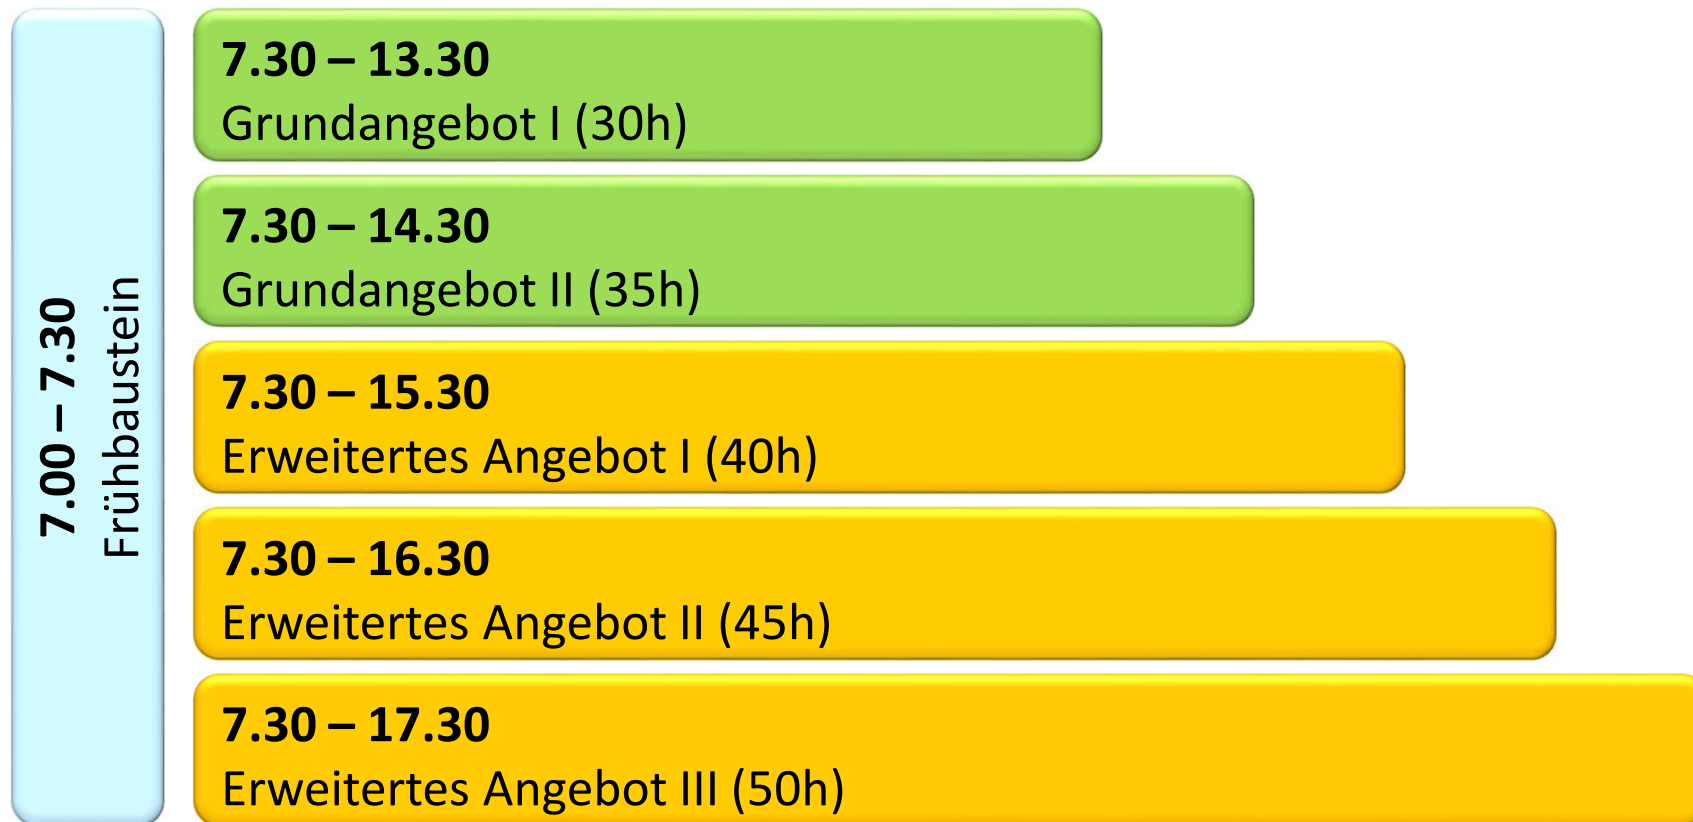 7.00 – 7.30
Frühbaustein
7.30 – 13.30
Grundangebot I (30h)
7.30 – 14.30
Grundangebot II (35h)
7.30 – 15.30
Erweitertes Angebot I (40h)
7.30 – 16.30
Erweitertes Angebot II (45h)
7.30 – 17.30
Erweitertes Angebot III (50h)